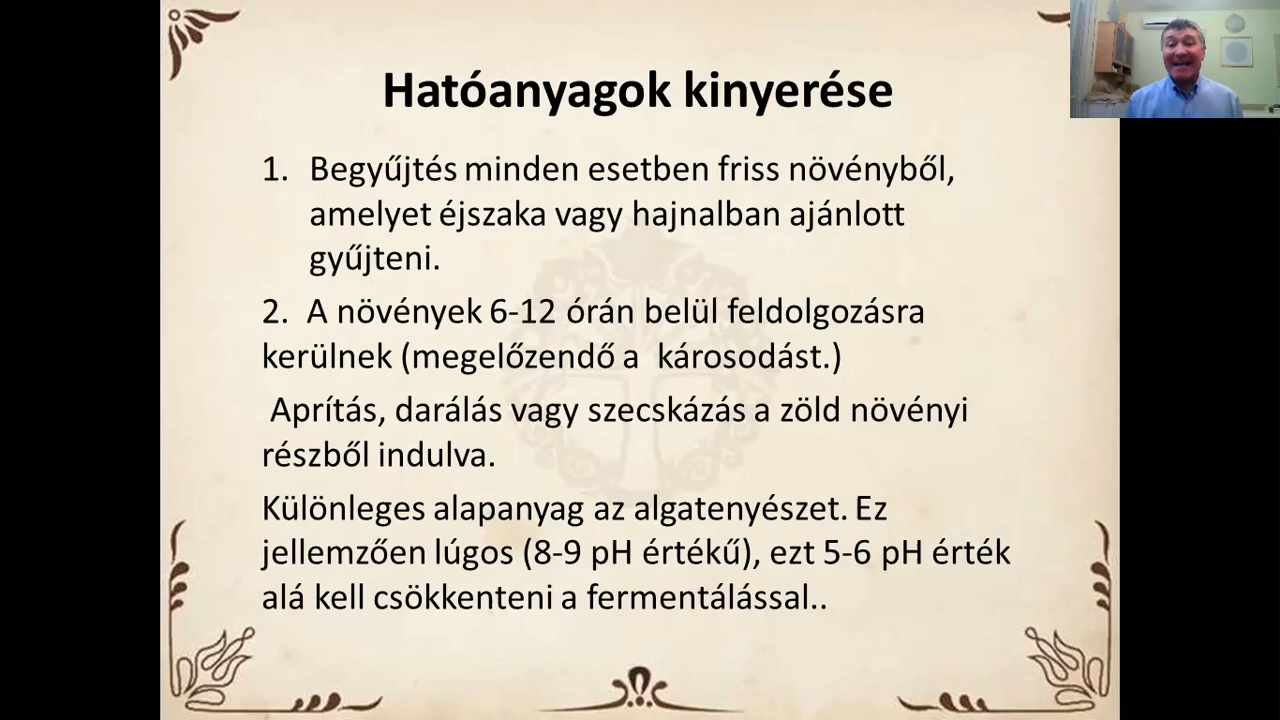 Hatóanyagok kinyerése
1. Begyűjtés minden esetben friss növényből,
amelyet éjszaka vagy hajnalban ajánlott
gyűjteni.
2. A növények 6-12 órán belül feldolgozásra
kerülnek (megelőzendő a károsodást.)
Aprítás, darálás vagy szecskázás a zöld növényi
részből indulva.
Különleges alapanyag az algatenyészet. Ez
jellemzően lúgos (8-9 pH értékű), ezt 5-6 pH érték
alá kell csökkenteni a fermentálással..